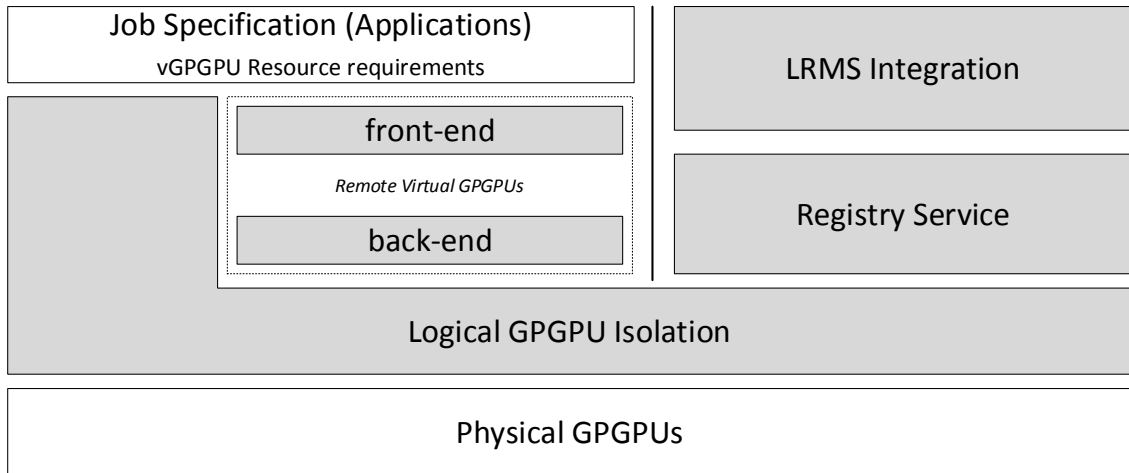 Job Specification (Applications)
vGPGPU Resource requirements
front-end
Remote Virtual GPGPUs
back-end
LRMS Integration
Registry Service
Logical GPGPU Isolation
Physical GPGPUs